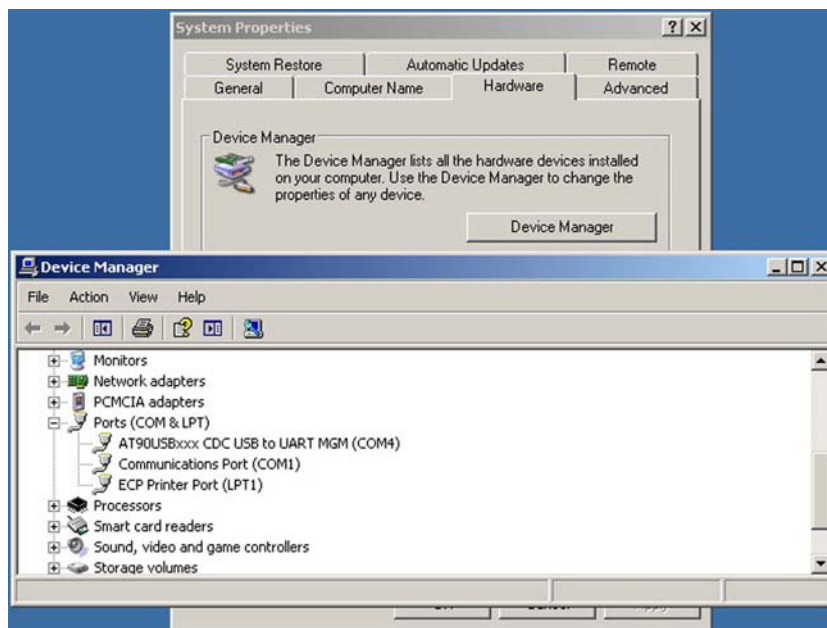 System Properties
System Restore Automatic Updates Remote
General Computer Name Hardware Advanced
Device Manager
The Device Manager lists all the hardware devices installed
on your computer. Use the Device Manager to change the
properties of any device.
Device Manager
Device Manager
File Action View Help
Monitors
Network adapters
PCMCIA adapters
Ports (COM & LPT)
AT90USBxxx CDC USB to UART MGM (COM4)
Communications Port (COM1)
ECP Printer Port (LPT1)
Processors
Smart card readers
Sound, video and game controllers
Storage volumes